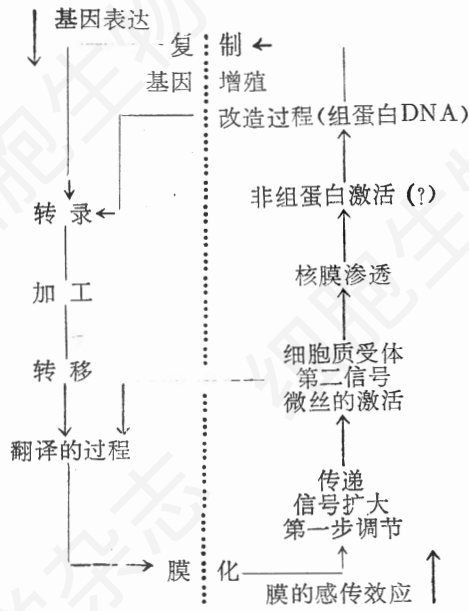 基因表达
复 制
基因 增殖
改造过程(组蛋白DNA)
转 录
非组蛋白激活(?)
加 工
核膜渗透
转 移
细胞质受体
第二信号
微丝的激活
翻译的过程
传递
信号扩大
第一步调节
膜 化
膜的感传效应